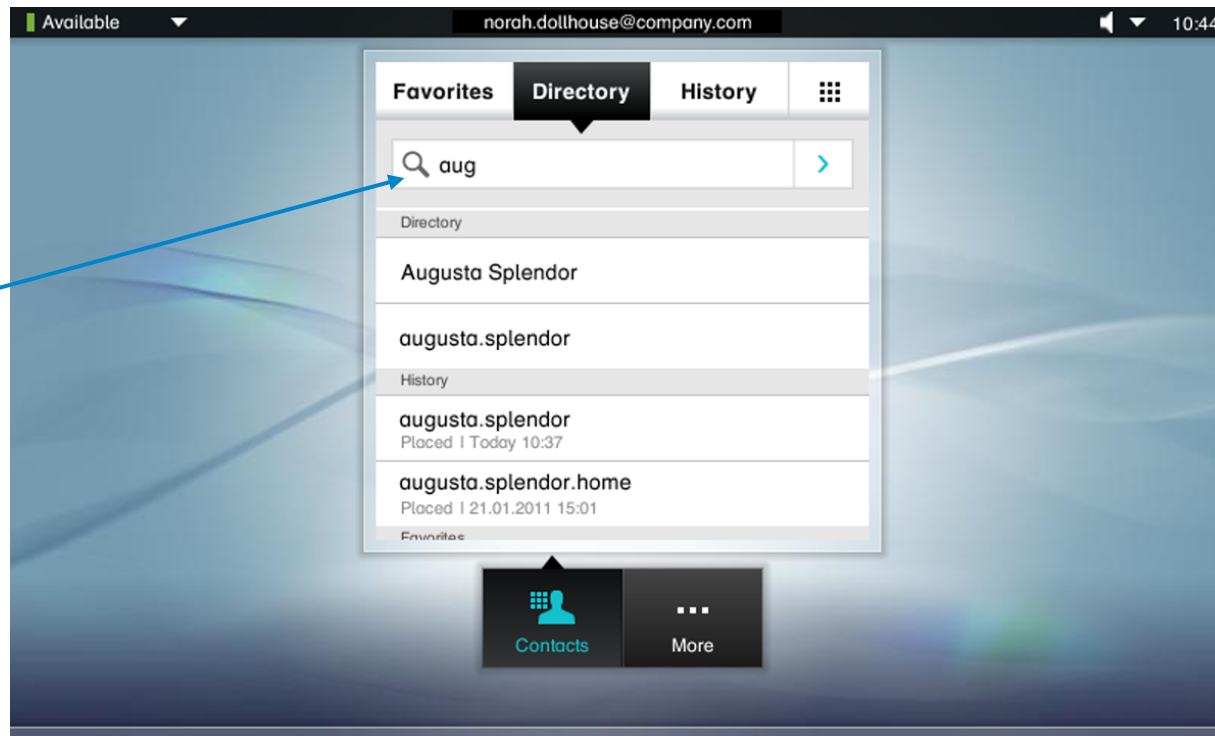 Available
norah.dollhouse@company.com
10:44
Favorites
Directory
History
aug
Directory
Augusta Splendor
augusta.splendor
History
augusta.splendor
Placed | Today 10:37
augusta.splendor.home
Placed | 21.01.2011 15:01
Favorites
Contacts
More